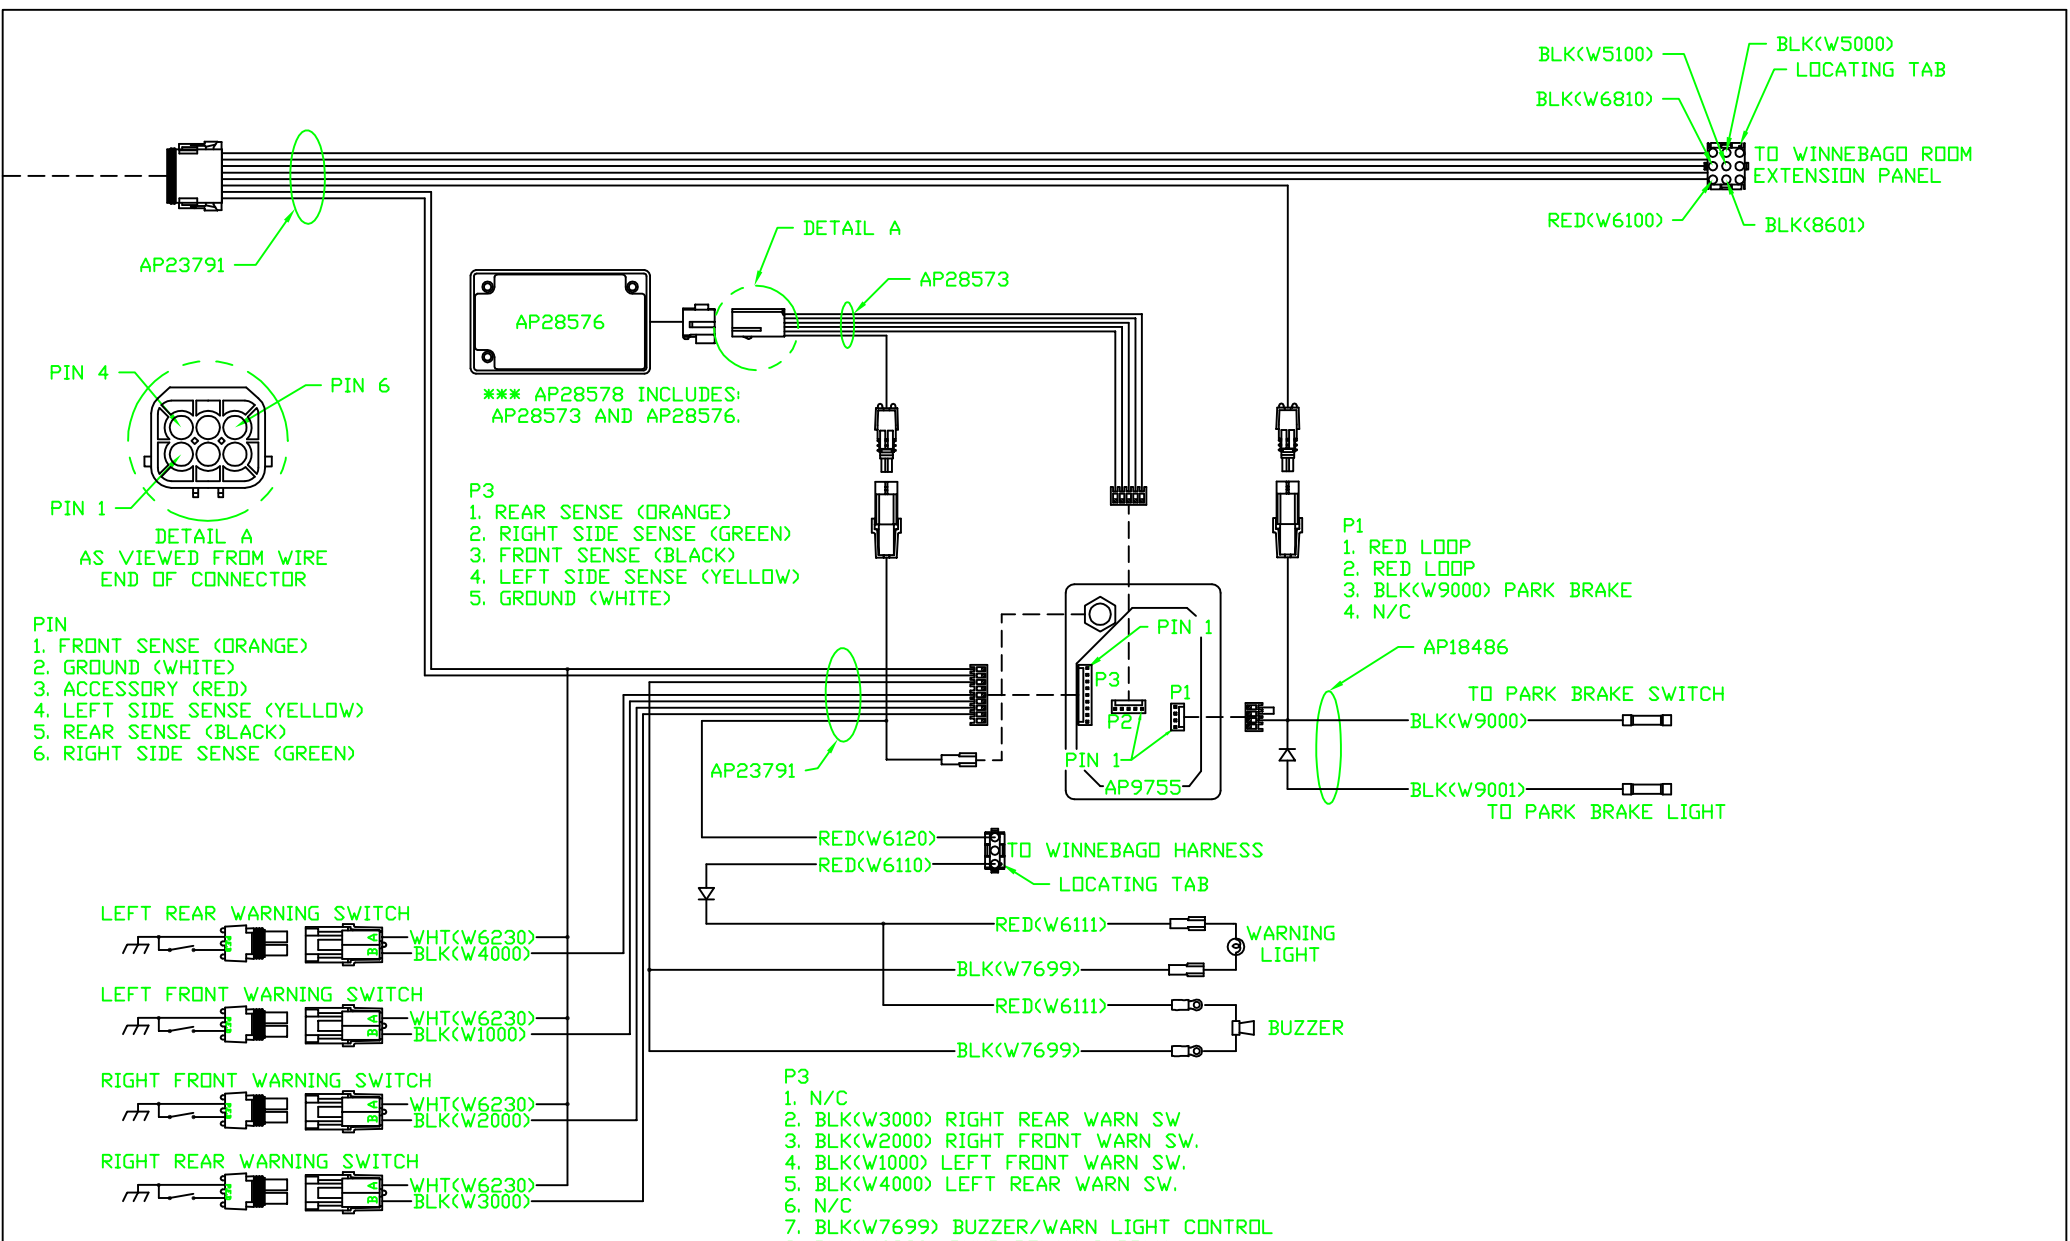 BLK(W5100)
BLK(W5000)
LOCATING TAB
BLK(W6810)
TO WINNEBAGO ROOM
EXTENSION PANEL
RED(W6100)
BLK(8601)
AP23791
DETAIL A
AP28573
AP28576
*** AP28578 INCLUDES:
AP28573 AND AP28576.
PIN 4
PIN 6
PIN 1
DETAIL A
AS VIEWED FROM WIRE
END OF CONNECTOR
P3
1. REAR SENSE (ORANGE)
2. RIGHT SIDE SENSE (GREEN)
3. FRONT SENSE (BLACK)
4. LEFT SIDE SENSE (YELLOW)
5. GROUND (WHITE)
P1
1. RED LOOP
2. RED LOOP
3. BLK(W9000) PARK BRAKE
4. N/C
PIN
1. FRONT SENSE (ORANGE)
2. GROUND (WHITE)
3. ACCESSORY (RED)
4. LEFT SIDE SENSE (YELLOW)
5. REAR SENSE (BLACK)
6. RIGHT SIDE SENSE (GREEN)
PIN 1
P3
P2
P1
PIN 1
AP9755
AP18486
TO PARK BRAKE SWITCH
BLK(W9000)
BLK(W9001)
TO PARK BRAKE LIGHT
AP23791
RED(W6120)
TO WINNEBAGO HARNESS
RED(W6110)
LOCATING TAB
RED(W6111)
WARNING
LIGHT
BLK(W7699)
RED(W6111)
BUZZER
BLK(W7699)
LEFT REAR WARNING SWITCH
A
B
WHT(W6230)
BLK(W4000)
LEFT FRONT WARNING SWITCH
A
B
WHT(W6230)
BLK(W1000)
RIGHT FRONT WARNING SWITCH
A
B
WHT(W6230)
BLK(W2000)
RIGHT REAR WARNING SWITCH
A
B
WHT(W6230)
BLK(W3000)
P3
1. N/C
2. BLK(W3000) RIGHT REAR WARN SW
3. BLK(W2000) RIGHT FRONT WARN SW.
4. BLK(W1000) LEFT FRONT WARN SW.
5. BLK(W4000) LEFT REAR WARN SW.
6. N/C
7. BLK(W7699) BUZZER/WARN LIGHT CONTROL